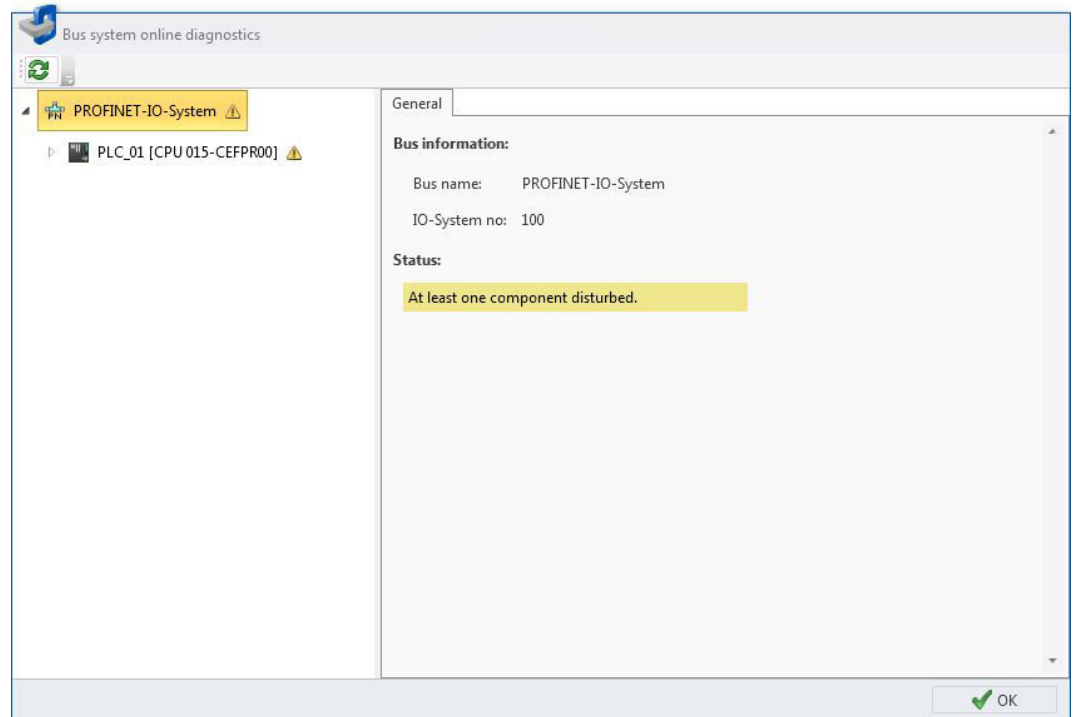 Bus system online diagnostics
PROFINET-IO-System
PLC_01 [CPU 015-CEFPR00]
General
Bus information:
Bus name: PROFINET-IO-System
IO-System no: 100
Status:
At least one component disturbed.
OK